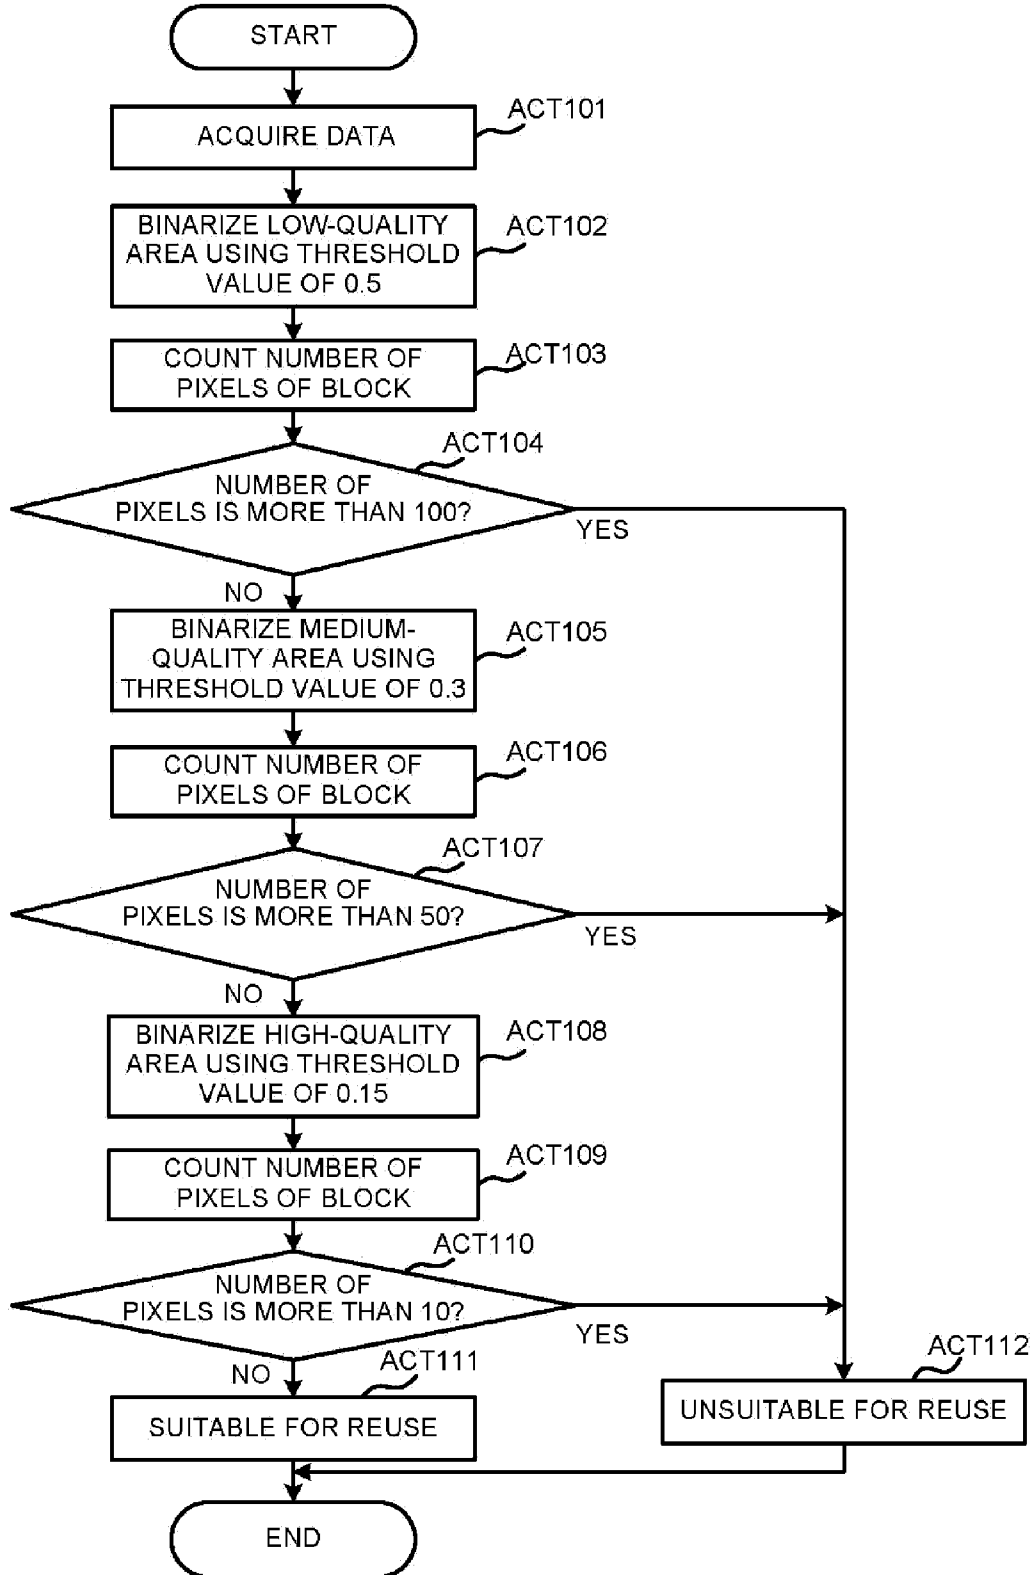 START
ACT101
ACQUIRE DATA
ACT102
BINARIZE LOW-QUALITY
AREA USING THRESHOLD
VALUE OF 0.5
ACT103
COUNT NUMBER OF
PIXELS OF BLOCK
ACT104
NUMBER OF
PIXELS IS MORE THAN 100?
YES
NO
ACT105
BINARIZE MEDIUM-
QUALITY AREA USING
THRESHOLD VALUE OF 0.3
ACT106
COUNT NUMBER OF
PIXELS OF BLOCK
ACT107
NUMBER OF
PIXELS IS MORE THAN 50?
YES
NO
ACT108
BINARIZE HIGH-QUALITY
AREA USING THRESHOLD
VALUE OF 0.15
ACT109
COUNT NUMBER OF
PIXELS OF BLOCK
ACT110
NUMBER OF
PIXELS IS MORE THAN 10?
YES
NO
ACT111
SUITABLE FOR REUSE
ACT112
UNSUITABLE FOR REUSE
END